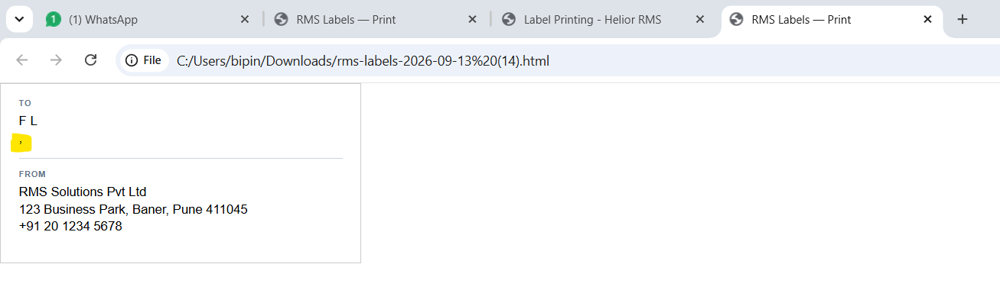 (1) WhatsApp
RMS Labels — Print
Label Printing - Helior RMS
RMS Labels — Print
File
C:/Users/bipin/Downloads/rms-labels-2026-09-13%20(14).html
TO
F L
,
FROM
RMS Solutions Pvt Ltd
123 Business Park, Baner, Pune 411045
+91 20 1234 5678